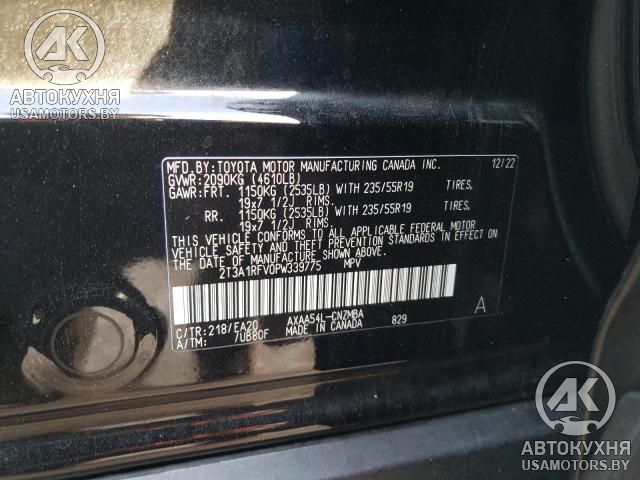 AK
АВТОКУХНЯ
USAMOTORS.BY
MFD.BY:TOYOTA MOTOR MANUFACTURING CANADA INC. 12/22
GVWR:2090KG (4610LB)
GAWR:FRT. 1150KG (2535LB) WITH 235/55R19 TIRES,
19x7 1/2J RIMS.
RR. 1150KG (2535LB) WITH 235/55R19 TIRES,
19x7 1/2J RIMS.
THIS VEHICLE CONFORMS TO ALL APPLICABLE FEDERAL MOTOR
VEHICLE SAFETY AND THEFT PREVENTION STANDARDS IN EFFECT ON
THE DATE OF MANUFACTURE SHOWN ABOVE.
2T3A1RFV0PW339775 MPV
A
C/TR:218/EA20 AXAA54L-CNZMBA
A/TM: /UB80F MADE IN CANADA 829
AK
АВТОКУХНЯ
USAMOTORS.BY